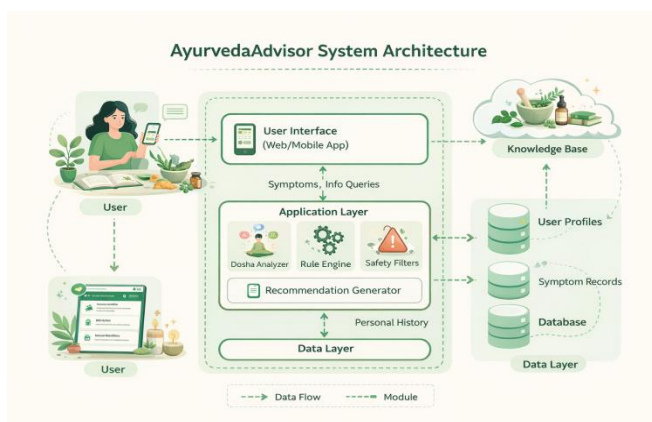 AyurvedaAdvisor System Architecture
User Interface
(Web/Mobile App)
Knowledge Base
Symptoms, Info Queries
User
Application Layer
User Profiles
Dosha Analyzer
Rule Engine
Safety Filters
Symptom Records
Recommendation Generator
Personal History
Database
Data Layer
User
Data Layer
Data Flow
Module